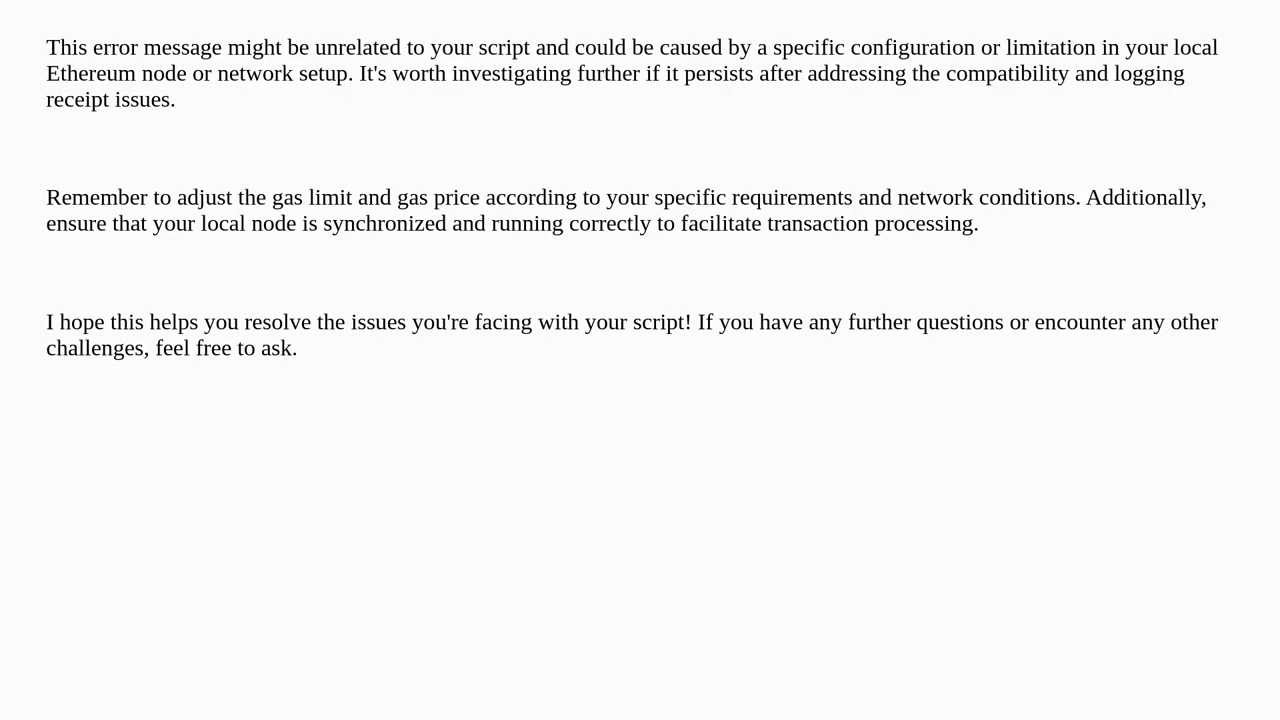 This error message might be unrelated to your script and could be caused by a specific configuration or limitation in your local
Ethereum node or network setup. It's worth investigating further if it persists after addressing the compatibility and logging
receipt issues.
Remember to adjust the gas limit and gas price according to your specific requirements and network conditions. Additionally,
ensure that your local node is synchronized and running correctly to facilitate transaction processing.
I hope this helps you resolve the issues you're facing with your script! If you have any further questions or encounter any other
challenges, feel free to ask.